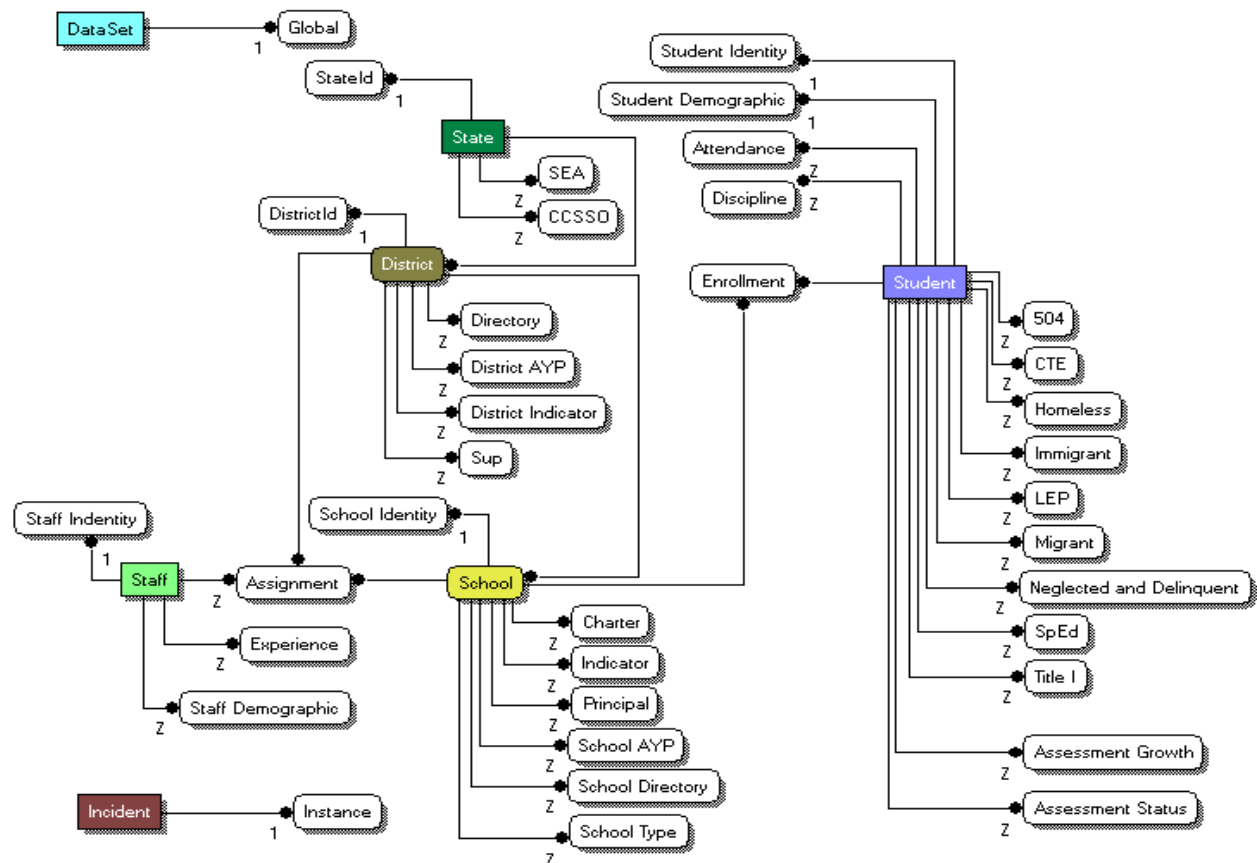 DataSet
Global
1
StateId
1
State
SEA
Z
CCSSO
Z
DistrictId
1
District
Directory
Z
District AYP
Z
District Indicator
Z
Sup
Z
School Identity
1
Staff Indentity
1
Staff
Assignment
Z
School
Experience
Z
Staff Demographic
Z
Charter
Z
Indicator
Z
Principal
Z
School AYP
Z
School Directory
Z
School Type
Z
Incident
Instance
1
Student Identity
1
Student Demographic
1
Attendance
Z
Discipline
Z
Enrollment
Student
504
Z
CTE
Z
Homeless
Z
Immigrant
Z
LEP
Z
Migrant
Z
Neglected and Delinquent
Z
SpEd
Z
Title I
Z
Assessment Growth
Z
Assessment Status
Z